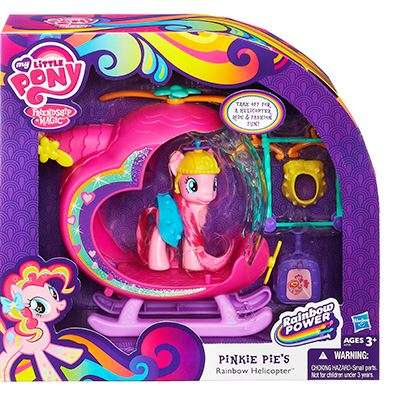 my LITTLE
PONY
FRIENDSHIP
IS MAGIC
TAKE OFF FOR
A HELICOPTER
RIDE & FASHION
FUN!
Rainbow
POWER
AGES 3+
Hasbro
PINKIE PIE'S
Rainbow Helicopter
WARNING:
CHOKING HAZARD-Small parts.
Not for children under 3 years.